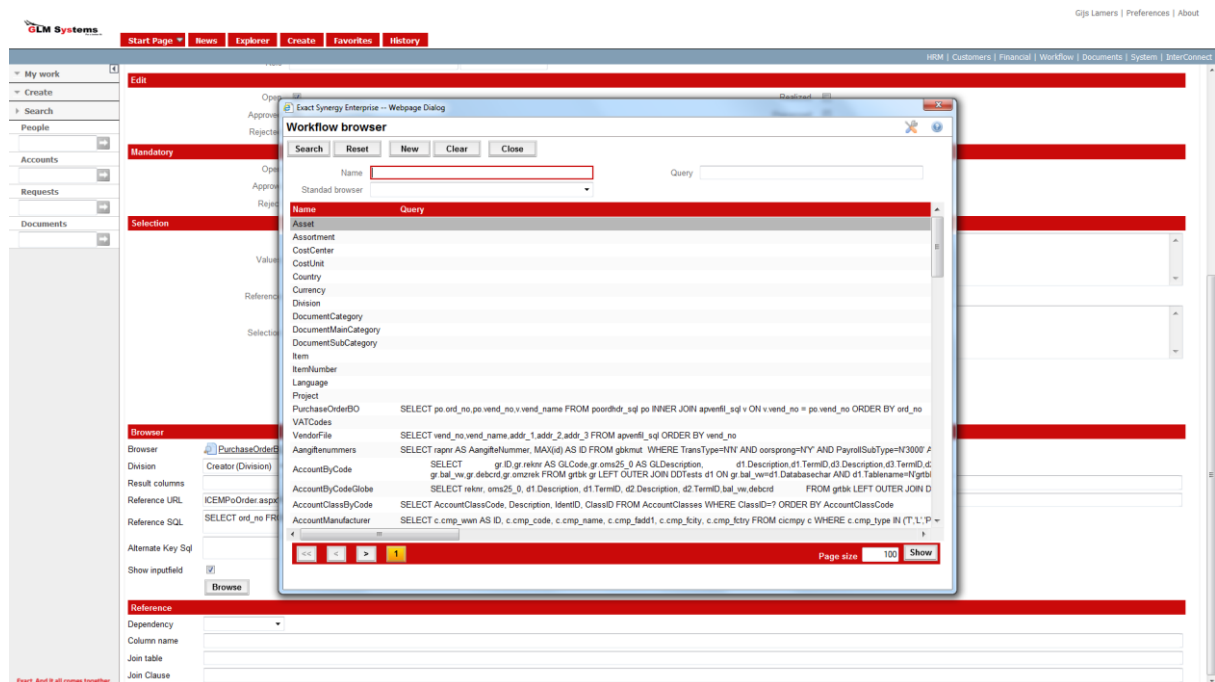 Gijs Lamers | Preferences | About
GLM Systems
Start Page News Explorer Create Favorites History
HRM | Customers | Financial | Workflow | Documents | System | InterConnect
My work
Create
Search
People
Accounts
Requests
Documents
Edit
Open
Realized
Approve
Rejecte
Mandatory
Ope
Approv
Rejec
Selection
Value
Reference
Selectio
Exact Synergy Enterprise -- Webpage Dialog
Workflow browser
Search Reset New Clear Close
Name Query
Standad browser
Name Query
Asset
Assortment
CostCenter
CostUnit
Country
Currency
Division
DocumentCategory
DocumentMainCategory
DocumentSubCategory
Item
ItemNumber
Language
Project
PurchaseOrderBO SELECT po.ord_no,po.vend_no,v.vend_name FROM poordhdr_sql po INNER JOIN apvenfil_sql v ON v.vend_no = po.vend_no ORDER BY ord_no
VATCodes
VendorFile SELECT vend_no,vend_name,addr_1,addr_2,addr_3 FROM apvenfil_sql ORDER BY vend_no
Aangiftenummers SELECT rapnr AS AangifteNummer, MAX(id) AS ID FROM gbkmut WHERE TransType=N'N' AND oorsprong=N'Y' AND PayrollSubType=N'3000' A
AccountByCode SELECT gr.ID,gr.reknr AS GLCode,gr.oms25_0 AS GLDescription, d1.Description,d1.TermID,d3.Description,d3.TermID,d
gr.bal_vw,gr.debcrd,gr.omzrek FROM grtbk gr LEFT OUTER JOIN DDTests d1 ON gr.bal_vw=d1.Databasechar AND d1.Tablename=N'grtbl
AccountByCodeGlobe SELECT reknr, oms25_0, d1.Description, d1.TermID, d2.Description, d2.TermID,bal_vw,debcrd FROM grtbk LEFT OUTER JOIN D
AccountClassByCode SELECT AccountClassCode, Description, IdentID, ClassID FROM AccountClasses WHERE ClassID=? ORDER BY AccountClassCode
AccountManufacturer SELECT c.cmp_wwn AS ID, c.cmp_code, c.cmp_name, c.cmp_fadd1, c.cmp_fcity, c.cmp_fctry FROM cicmpy c WHERE c.cmp_type IN ('T','L','P
<< < > 1 Page size 100 Show
Browser
Browser PurchaseOrderB
Division Creator (Division)
Result columns
Reference URL ICEMPoOrder.aspx
Reference SQL SELECT ord_no FR
Alternate Key Sql
Show inputfield
Browse
Reference
Dependency
Column name
Join table
Join Clause
Exact. And it all comes together.